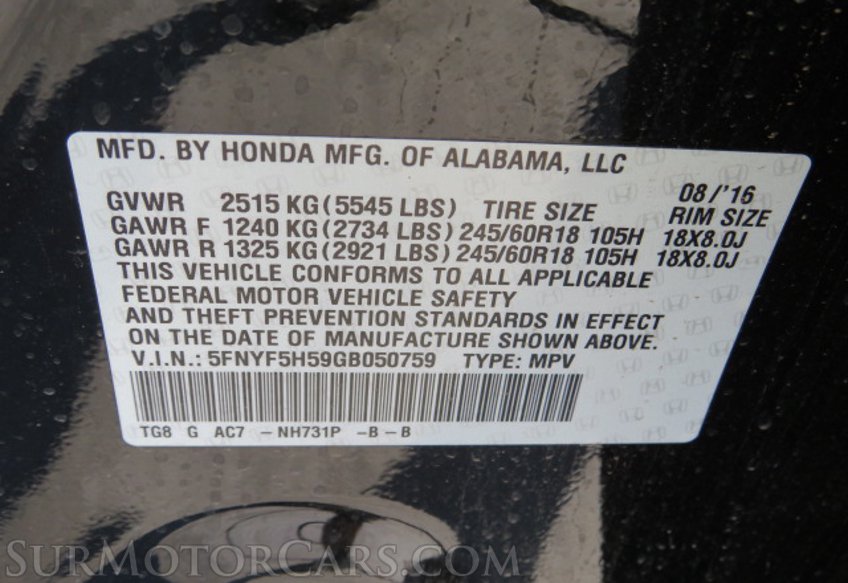 MFD. BY HONDA MFG. OF ALABAMA, LLC
08/'16
GVWR 2515 KG (5545 LBS) TIRE SIZE RIM SIZE
GAWR F 1240 KG (2734 LBS) 245/60R18 105H 18X8.0J
GAWR R 1325 KG (2921 LBS) 245/60R18 105H 18X8.0J
THIS VEHICLE CONFORMS TO ALL APPLICABLE
FEDERAL MOTOR VEHICLE SAFETY
AND THEFT PREVENTION STANDARDS IN EFFECT
ON THE DATE OF MANUFACTURE SHOWN ABOVE.
V.I.N.: 5FNYF5H59GB050759 TYPE: MPV
TG8 G AC7 – NH731P –B – B
SURMOTORCARS.COM